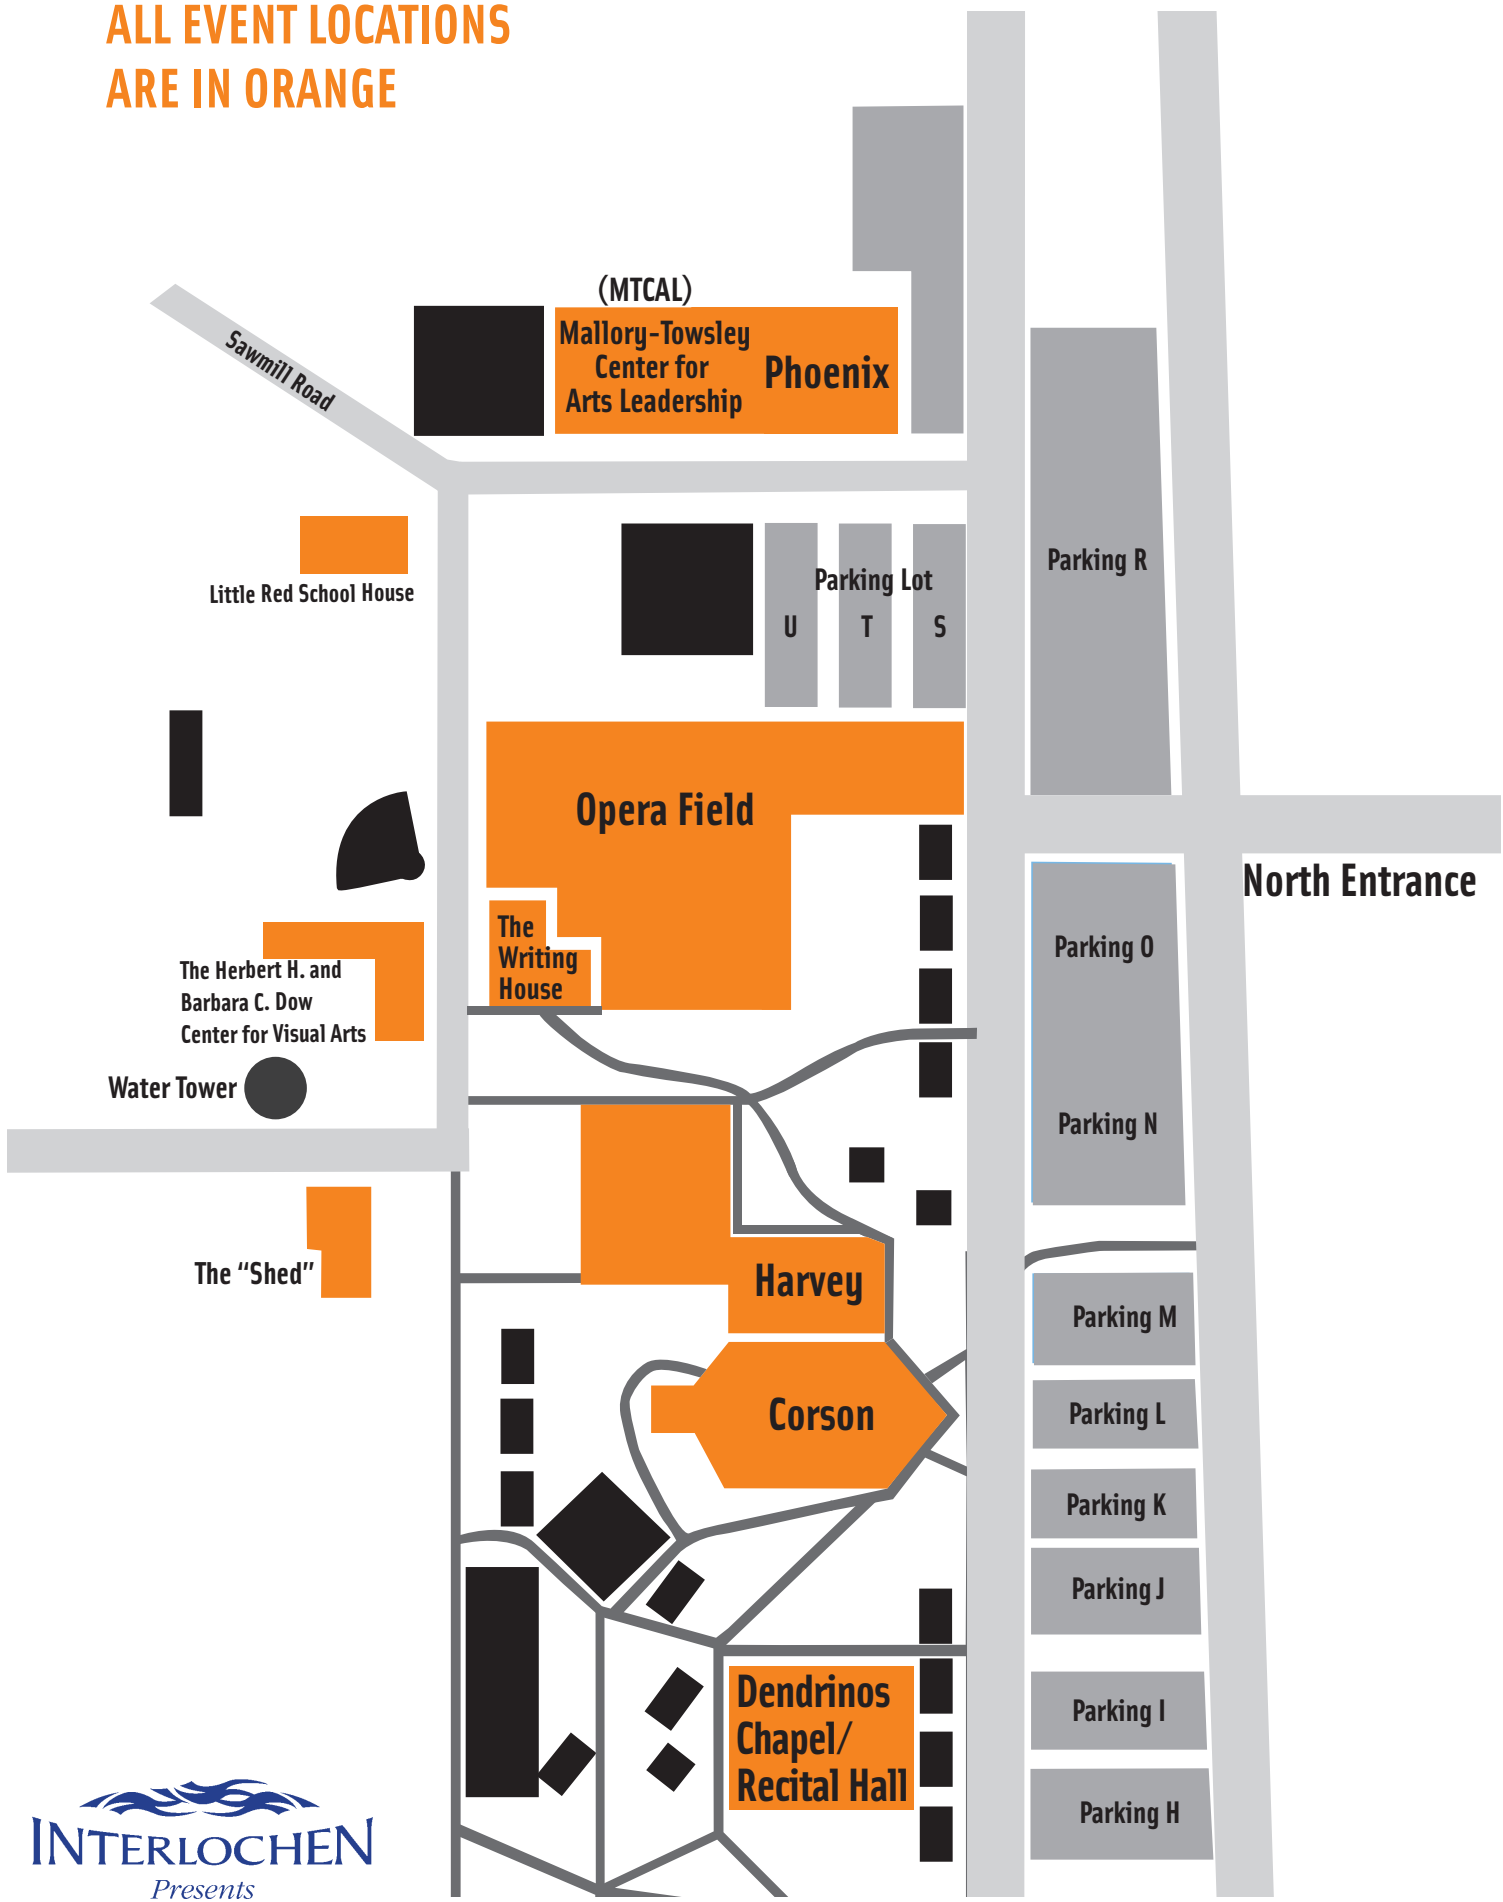 ALL EVENT LOCATIONS
ARE IN ORANGE
(MTCAL)
Mallory-Towsley
Center for
Arts Leadership
Phoenix
Sawmill Road
Little Red School House
Parking Lot
U
T
S
Parking R
Opera Field
North Entrance
The
Writing
House
Parking O
The Herbert H. and
Barbara C. Dow
Center for Visual Arts
Water Tower
Parking N
The “Shed”
Harvey
Parking M
Corson
Parking L
Parking K
Parking J
Dendrinos
Chapel/
Recital Hall
Parking I
Parking H
INTERLOCHEN
Presents